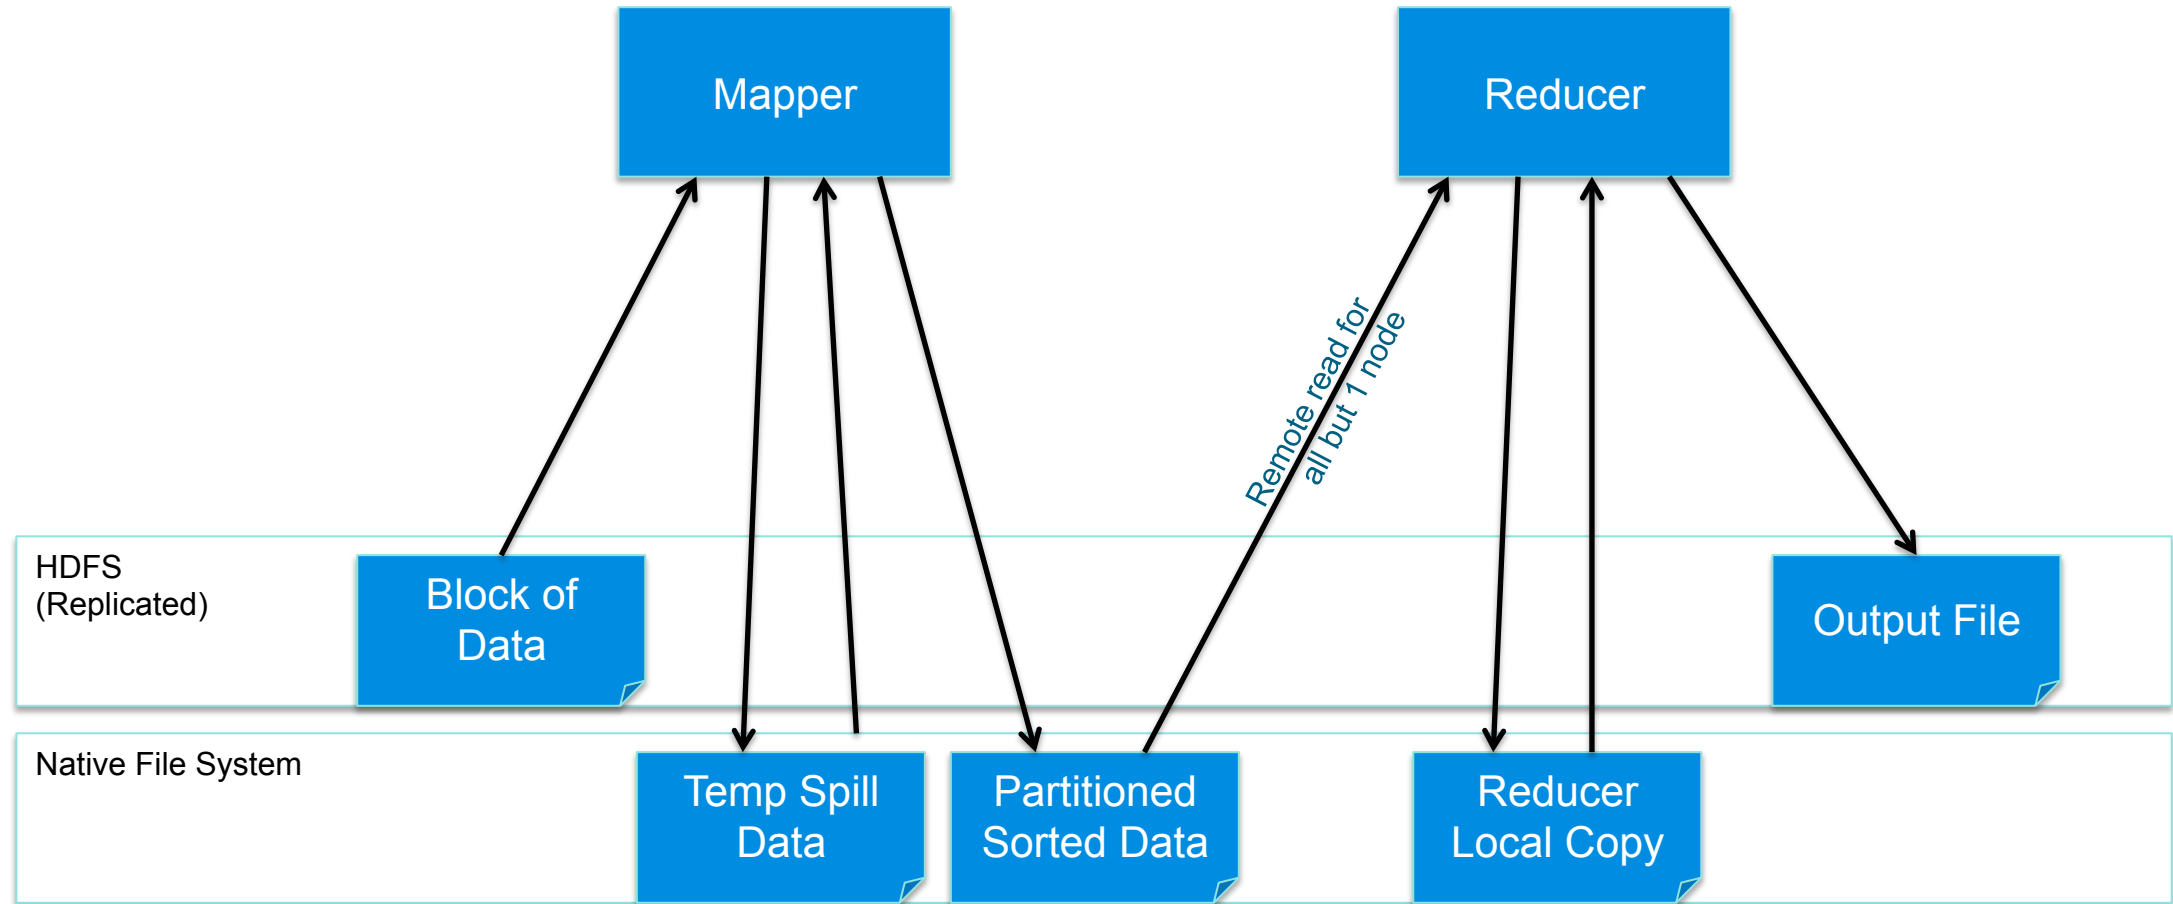 Mapper
Reducer
Remote read for
all but 1 node
HDFS
(Replicated)
Block of
Data
Output File
Native File System
Temp Spill
Data
Partitioned
Sorted Data
Reducer
Local Copy